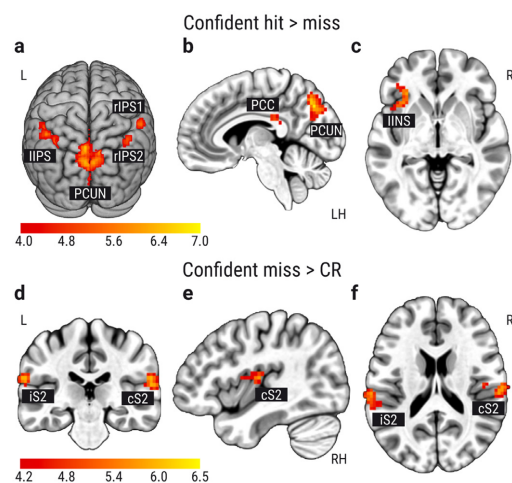 Confident hit > miss
a
b
c
L
R
rIPS1
PCC
lIPS
rIPS2
PCUN
lINS
PCUN
LH
4.0 4.8 5.6 6.4 7.0
Confident miss > CR
d
e
f
L
R
iS2
cS2
cS2
iS2
cS2
RH
4.2 4.8 5.4 6.0 6.5